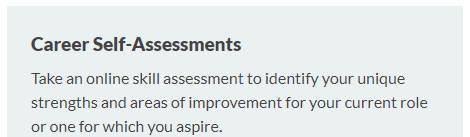 Career Self-Assessments
Take an online skill assessment to identify your unique
strengths and areas of improvement for your current role
or one for which you aspire.